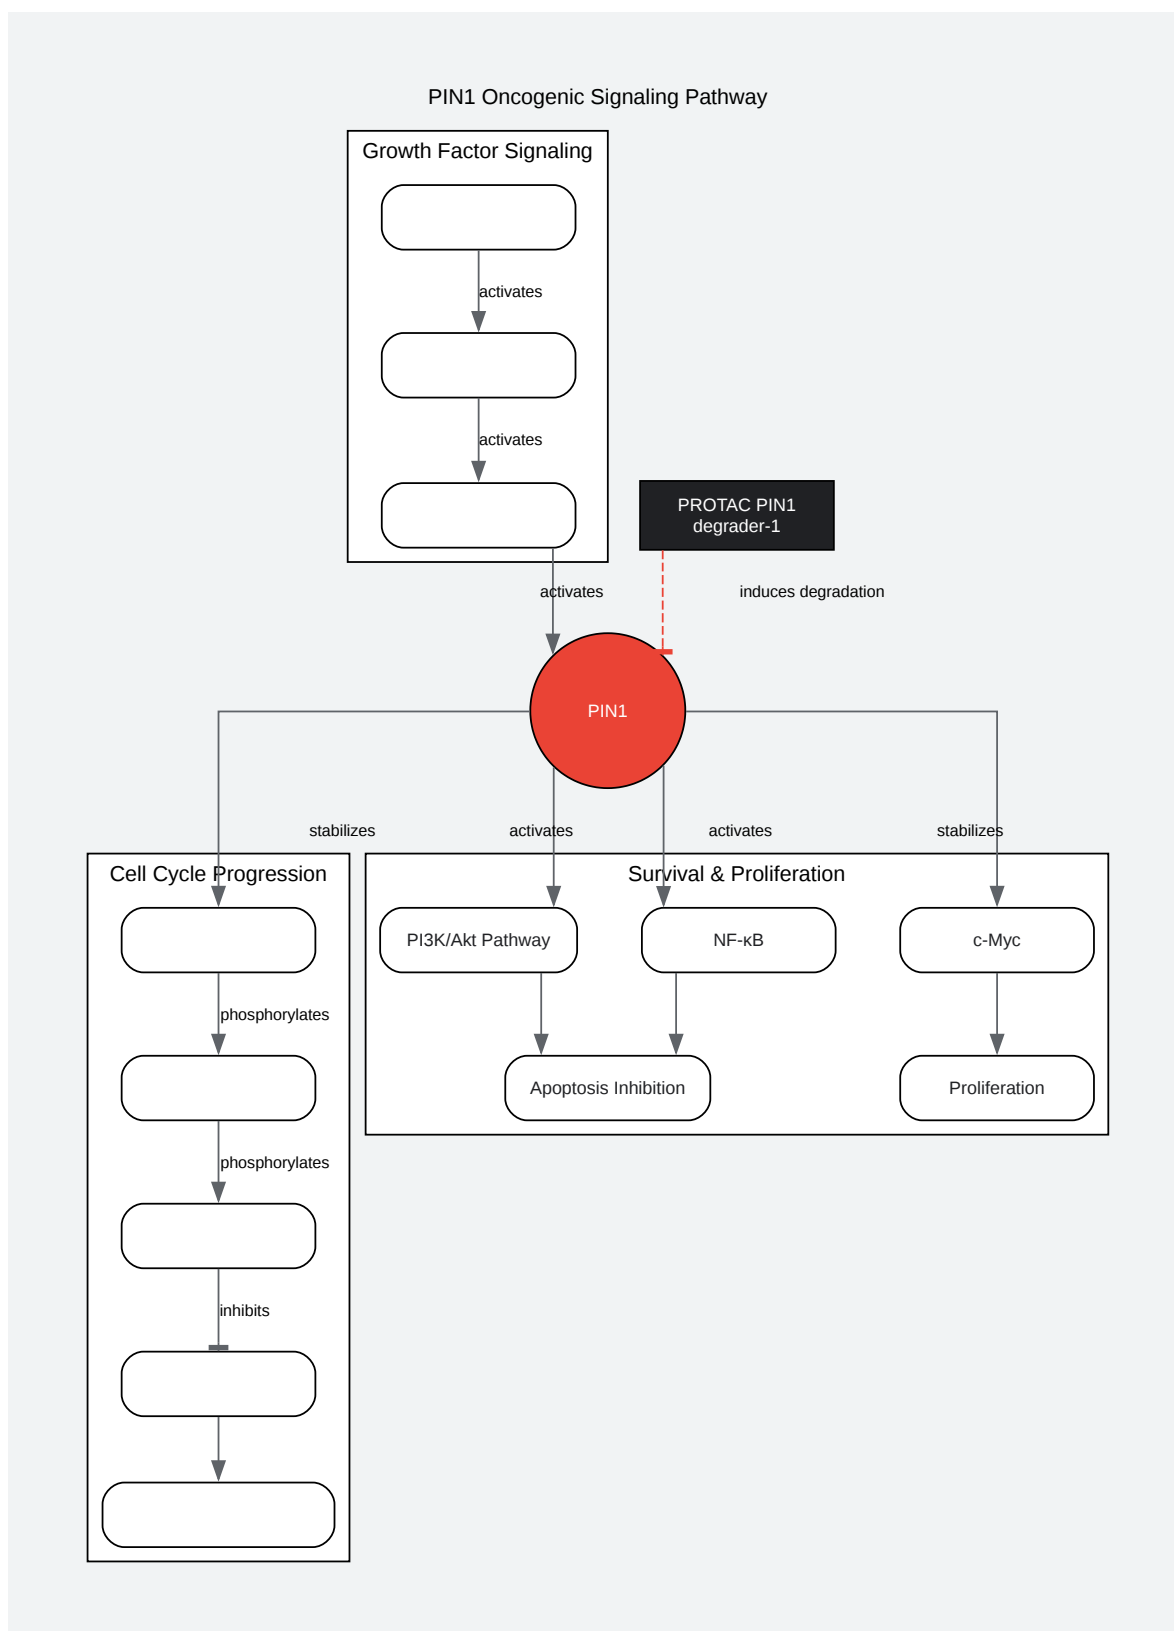 PIN1 Oncogenic Signaling Pathway
Growth Factor Signaling
activates
activates
PROTAC PIN1
degrader-1
activates
induces degradation
PIN1
stabilizes
activates
activates
stabilizes
Cell Cycle Progression
Survival & Proliferation
PI3K/Akt Pathway
NF-κB
c-Myc
phosphorylates
Apoptosis Inhibition
Proliferation
phosphorylates
inhibits